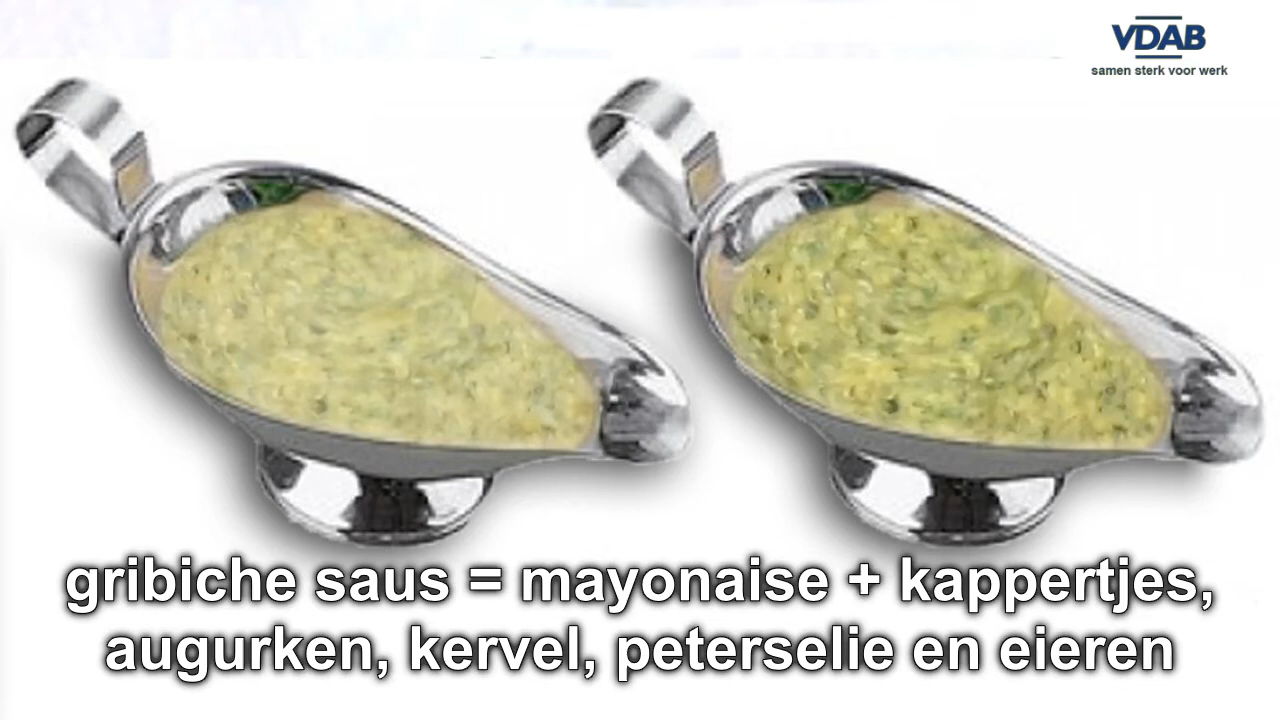 VDAB
samen sterk voor werk
gribiche saus = mayonaise + kappertjes,
augurken, kervel, peterselie en eieren